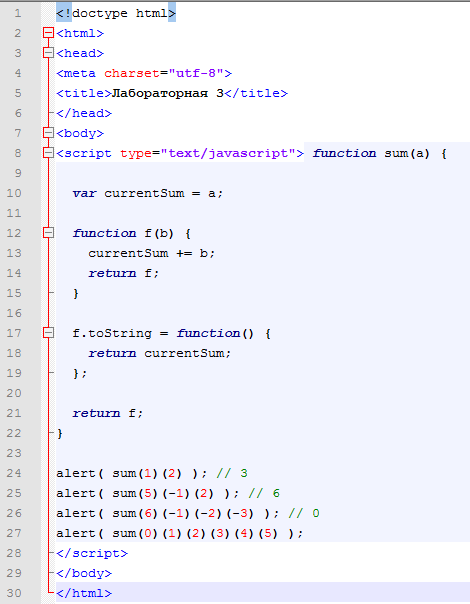 1 <!doctype html>
2 <html>
3 <head>
4 <meta charset="utf-8">
5 <title>Лабораторная 3</title>
6 </head>
7 <body>
8 <script type="text/javascript"> function sum(a) {
9
10 var currentSum = a;
11
12 function f(b) {
13 currentSum += b;
14 return f;
15 }
16
17 f.toString = function() {
18 return currentSum;
19 };
20
21 return f;
22 }
23
24 alert( sum(1)(2) ); // 3
25 alert( sum(5)(-1)(2) ); // 6
26 alert( sum(6)(-1)(-2)(-3) ); // 0
27 alert( sum(0)(1)(2)(3)(4)(5) );
28 </script>
29 </body>
30 </html>